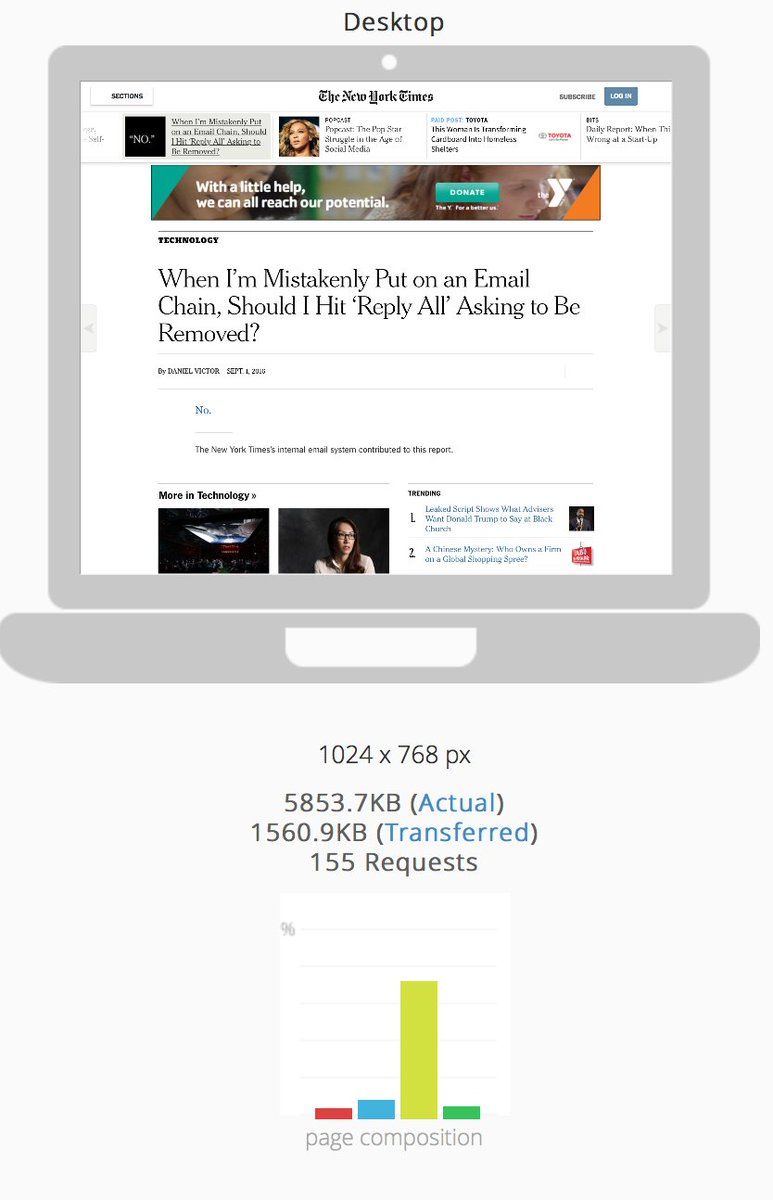 Desktop
SECTIONS
The New York Times
SUBSCRIBE
LOG IN
- Self-
"NO."
When I'm Mistakenly Put
on an Email Chain, Should
I Hit 'Reply All' Asking to
Be Removed?
POPCAST
Popcast: The Pop Star
Struggle in the Age of
Social Media
PAID POST: TOYOTA
This Woman Is Transforming
Cardboard Into Homeless
Shelters
TOYOTA
BITS
Daily Report: When Thi
Wrong at a Start-Up
With a little help,
we can all reach our potential.
DONATE
The Y. For a better us.
the Y
TECHNOLOGY
When I'm Mistakenly Put on an Email
Chain, Should I Hit 'Reply All' Asking to Be
Removed?
By DANIEL VICTOR SEPT. 1, 2016
No.
The New York Times's internal email system contributed to this report.
More in Technology »
TRENDING
1. Leaked Script Shows What Advisers
Want Donald Trump to Say at Black
Church
2. A Chinese Mystery: Who Owns a Firm
on a Global Shopping Spree?
1024 x 768 px
5853.7KB (Actual)
1560.9KB (Transferred)
155 Requests
%
page composition